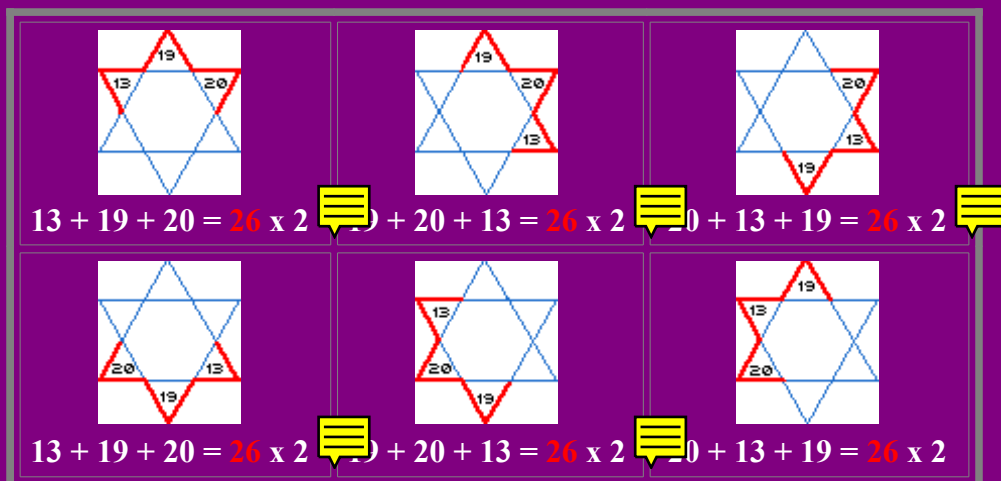 19
13 20
13 + 19 + 20 = 26 x 2
19
20
13
9 + 20 + 13 = 26 x 2
20
13
19
0 + 13 + 19 = 26 x 2
20 13
19
13 + 19 + 20 = 26 x 2
13
20
19
9 + 20 + 13 = 26 x 2
19
13
20
0 + 13 + 19 = 26 x 2